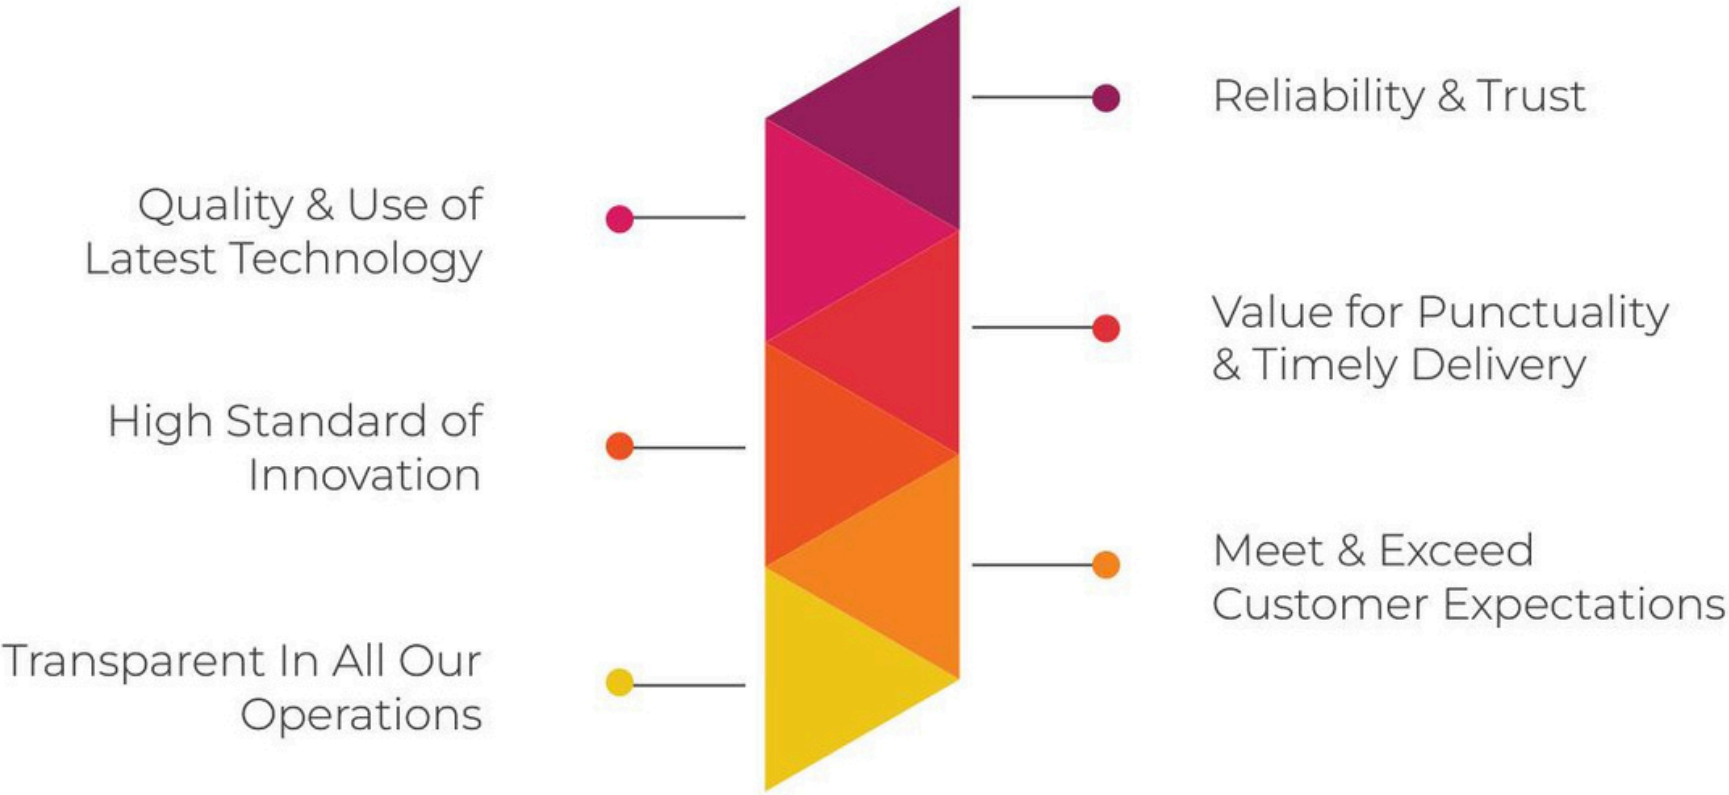 Reliability & Trust
Quality & Use of
Latest Technology
Value for Punctuality
& Timely Delivery
High Standard of
Innovation
Meet & Exceed
Customer Expectations
Transparent In All Our
Operations